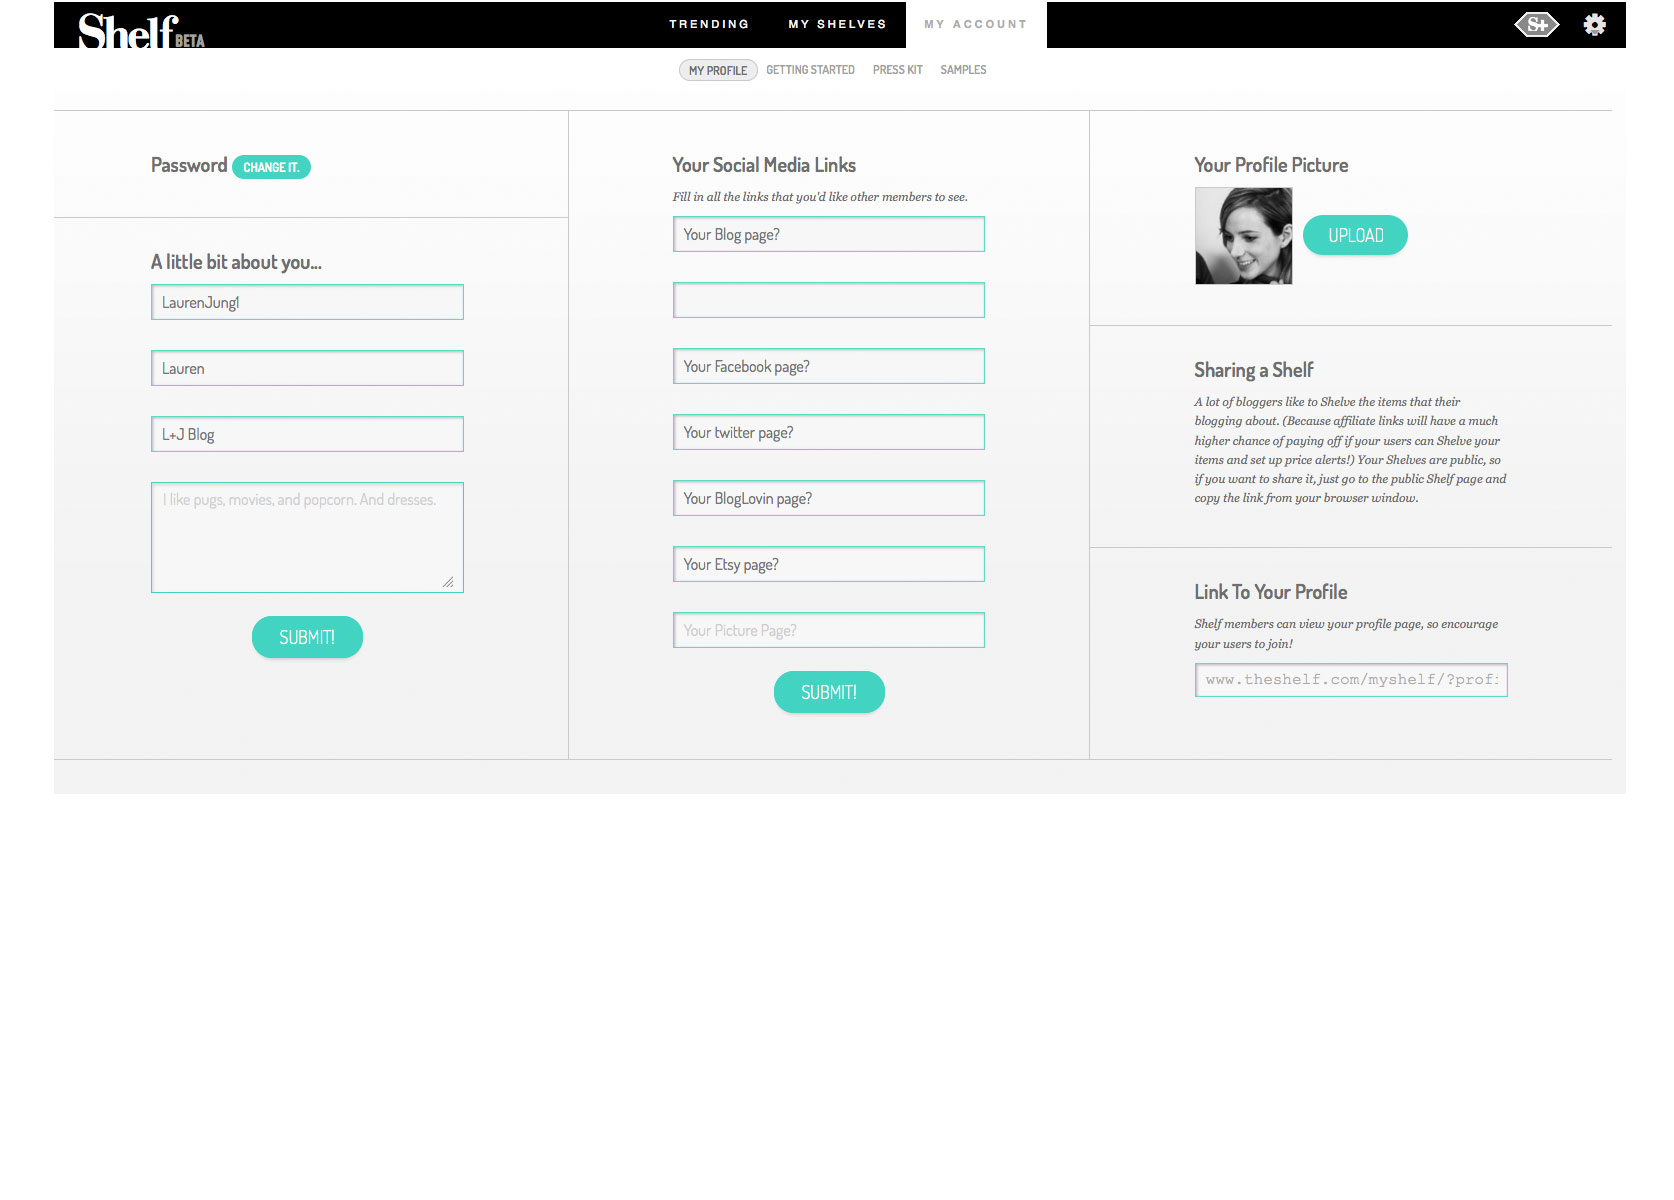 Shelf BETA
TRENDING MY SHELVES MY ACCOUNT
S+
MY PROFILE GETTING STARTED PRESS KIT SAMPLES
Password CHANGE IT.
A little bit about you...
LaurenJung1
Lauren
L+J Blog
I like pugs, movies, and popcorn. And dresses.
SUBMIT!
Your Social Media Links
Fill in all the links that you'd like other members to see.
Your Blog page?
Your Facebook page?
Your twitter page?
Your BlogLovin page?
Your Etsy page?
Your Picture Page?
SUBMIT!
Your Profile Picture
UPLOAD
Sharing a Shelf
A lot of bloggers like to Shelve the items that their
blogging about. (Because affiliate links will have a much
higher chance of paying off if your users can Shelve your
items and set up price alerts!) Your Shelves are public, so
if you want to share it, just go to the public Shelf page and
copy the link from your browser window.
Link To Your Profile
Shelf members can view your profile page, so encourage
your users to join!
www.theshelf.com/myshelf/?prof